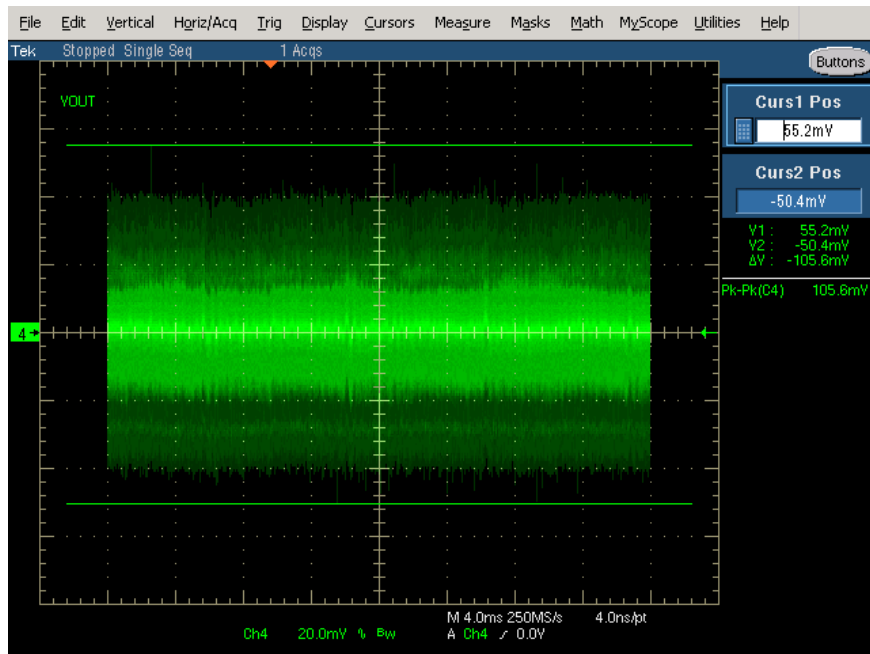 File Edit Vertical Horiz/Acq Trig Display Cursors Measure Masks Math MyScope Utilities Help
Tek Stopped Single Seq 1 Acqs
Buttons
VOUT
Curs1 Pos
55.2mV
Curs2 Pos
-50.4mV
V1 : 55.2mV
V2 : -50.4mV
ΔV : -105.6mV
Pk-Pk(C4) 105.6mV
4
M 4.0ms 250MS/s 4.0ns/pt
Ch4 20.0mV ∿ Bw A Ch4 ∕ 0.0V